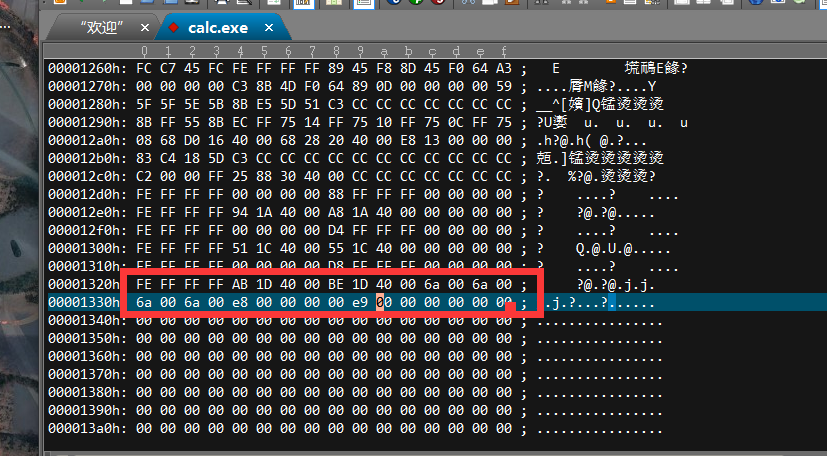 "欢迎" × calc.exe ×
0 1 2 3 4 5 6 7 8 9 a b c d e f
00001260h: FC C7 45 FC FE FF FF FF 89 45 F8 8D 45 F0 64 A3 ; E 塃鳫E餯?
00001270h: 00 00 00 00 C3 8B 4D F0 64 89 0D 00 00 00 00 59 ; ....脣M餯?....Y
00001280h: 5F 5F 5E 5B 8B E5 5D 51 C3 CC CC CC CC CC CC CC ; __^[嬪]Q锰烫烫烫
00001290h: 8B FF 55 8B EC FF 75 14 FF 75 10 FF 75 0C FF 75 ; ?U嬱 u. u. u. u
000012a0h: 08 68 D0 16 40 00 68 28 20 40 00 E8 13 00 00 00 ; .h?@.h( @.?...
000012b0h: 83 C4 18 5D C3 CC CC CC CC CC CC CC CC CC CC CC ; 兡.]锰烫烫烫烫烫
000012c0h: C2 00 00 FF 25 88 30 40 00 CC CC CC CC CC CC CC ; ?. %?@.烫烫烫?
000012d0h: FE FF FF FF 00 00 00 00 88 FF FF FF 00 00 00 00 ; ? ....? ....
000012e0h: FE FF FF FF 94 1A 40 00 A8 1A 40 00 00 00 00 00 ; ? ?@.?@.....
000012f0h: FE FF FF FF 00 00 00 00 D4 FF FF FF 00 00 00 00 ; ? ....? ....
00001300h: FE FF FF FF 51 1C 40 00 55 1C 40 00 00 00 00 00 ; ? Q.@.U.@.....
00001310h: FE FF FF FF 00 00 00 00 D8 FF FF FF 00 00 00 00 ; ? ....? ....
00001320h: FE FF FF FF AB 1D 40 00 BE 1D 40 00 6a 00 6a 00 ; ?@.?@.j.j.
00001330h: 6a 00 6a 00 e8 00 00 00 00 e9 00 00 00 00 00 00 ; .j.?...?.......
00001340h: 00 00 00 00 00 00 00 00 00 00 00 00 00 00 00 00 ; ................
00001350h: 00 00 00 00 00 00 00 00 00 00 00 00 00 00 00 00 ; ................
00001360h: 00 00 00 00 00 00 00 00 00 00 00 00 00 00 00 00 ; ................
00001370h: 00 00 00 00 00 00 00 00 00 00 00 00 00 00 00 00 ; ................
00001380h: 00 00 00 00 00 00 00 00 00 00 00 00 00 00 00 00 ; ................
00001390h: 00 00 00 00 00 00 00 00 00 00 00 00 00 00 00 00 ; ................
000013a0h: 00 00 00 00 00 00 00 00 00 00 00 00 00 00 00 00 ; ................